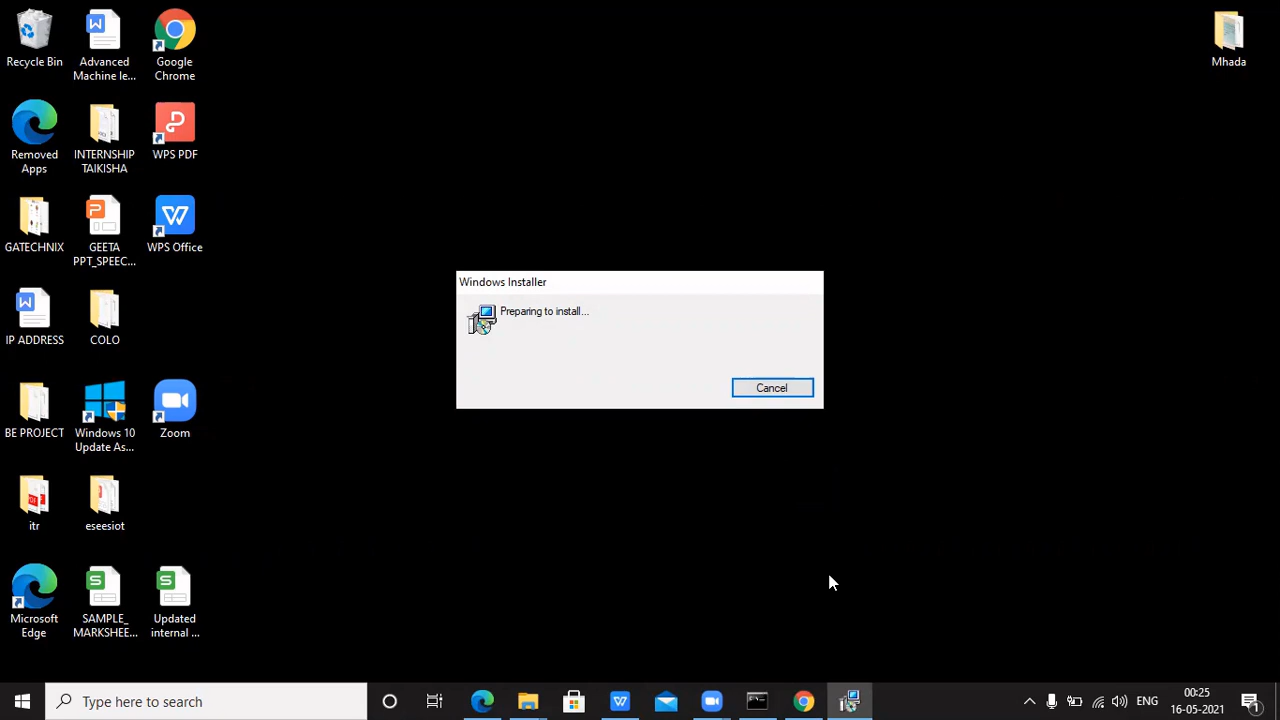 Recycle Bin
Advanced
Machine le...
Google
Chrome
Mhada
Removed
Apps
INTERNSHIP
TAIKISHA
WPS PDF
GATECHNIX
GEETA
PPT_SPEEC...
WPS Office
IP ADDRESS
COLO
Windows Installer
Preparing to install...
Cancel
BE PROJECT
Windows 10
Update As...
Zoom
itr
eseesiot
Microsoft
Edge
SAMPLE_
MARKSHEE...
Updated
internal ...
Type here to search
ENG
00:25
16-05-2021
1